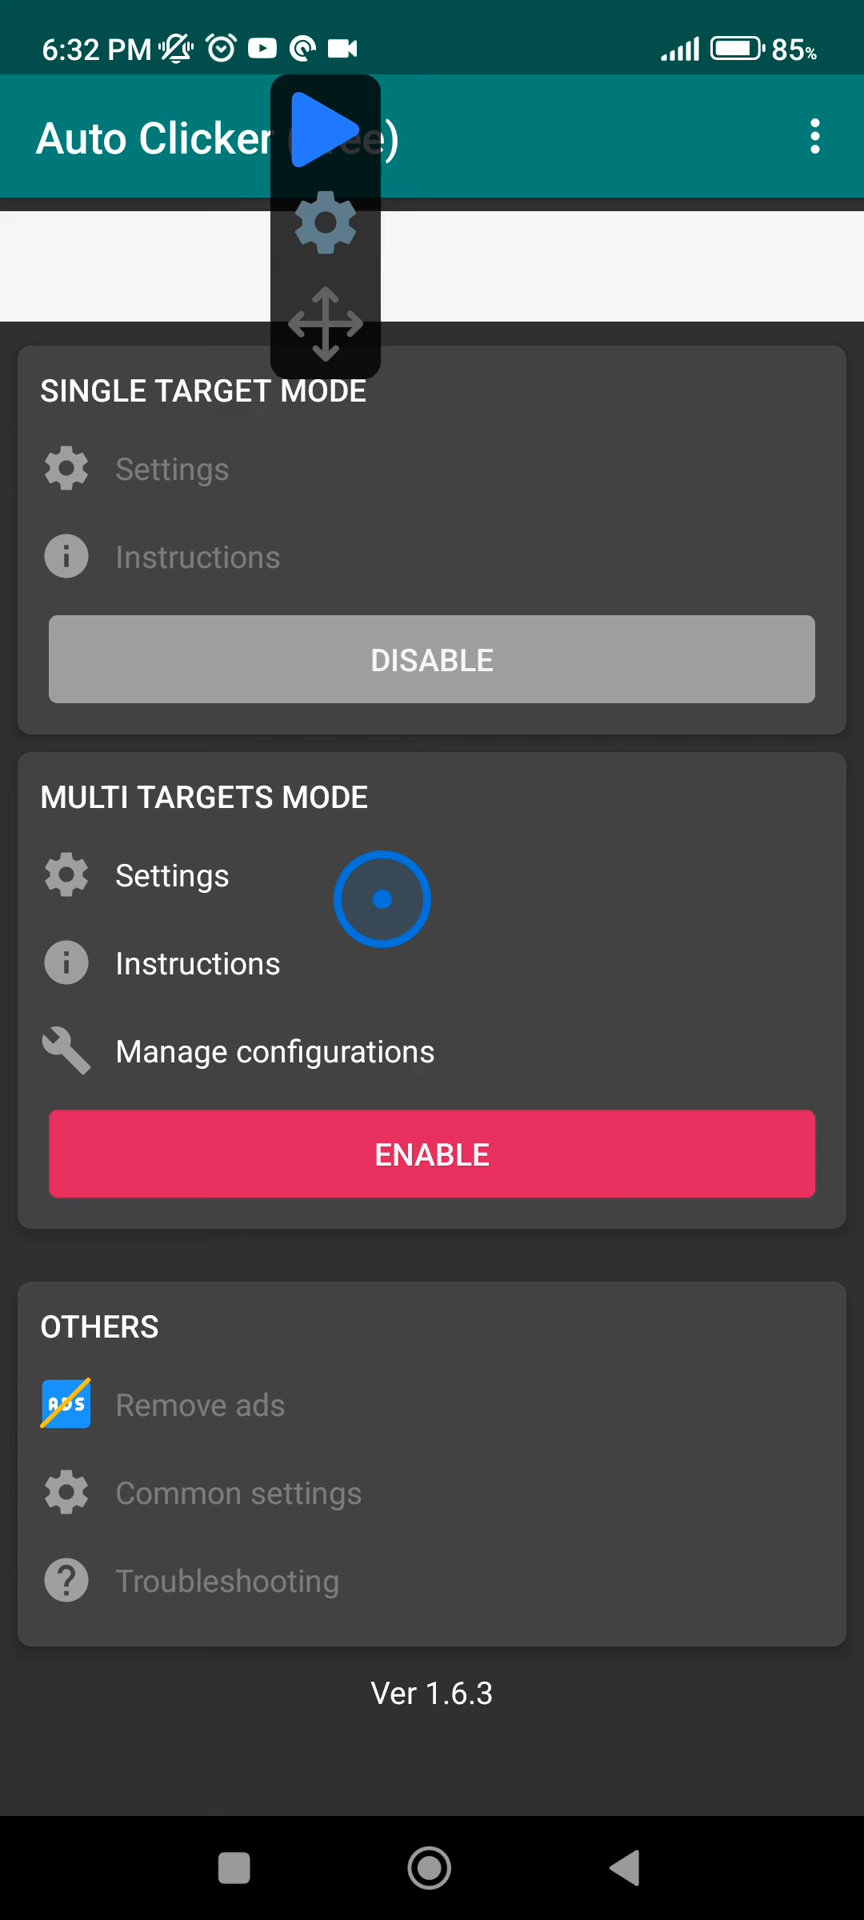 6:32 PM 85%
Auto Clicker ( ee)
SINGLE TARGET MODE
Settings
Instructions
DISABLE
MULTI TARGETS MODE
Settings
Instructions
Manage configurations
ENABLE
OTHERS
ADS Remove ads
Common settings
Troubleshooting
Ver 1.6.3